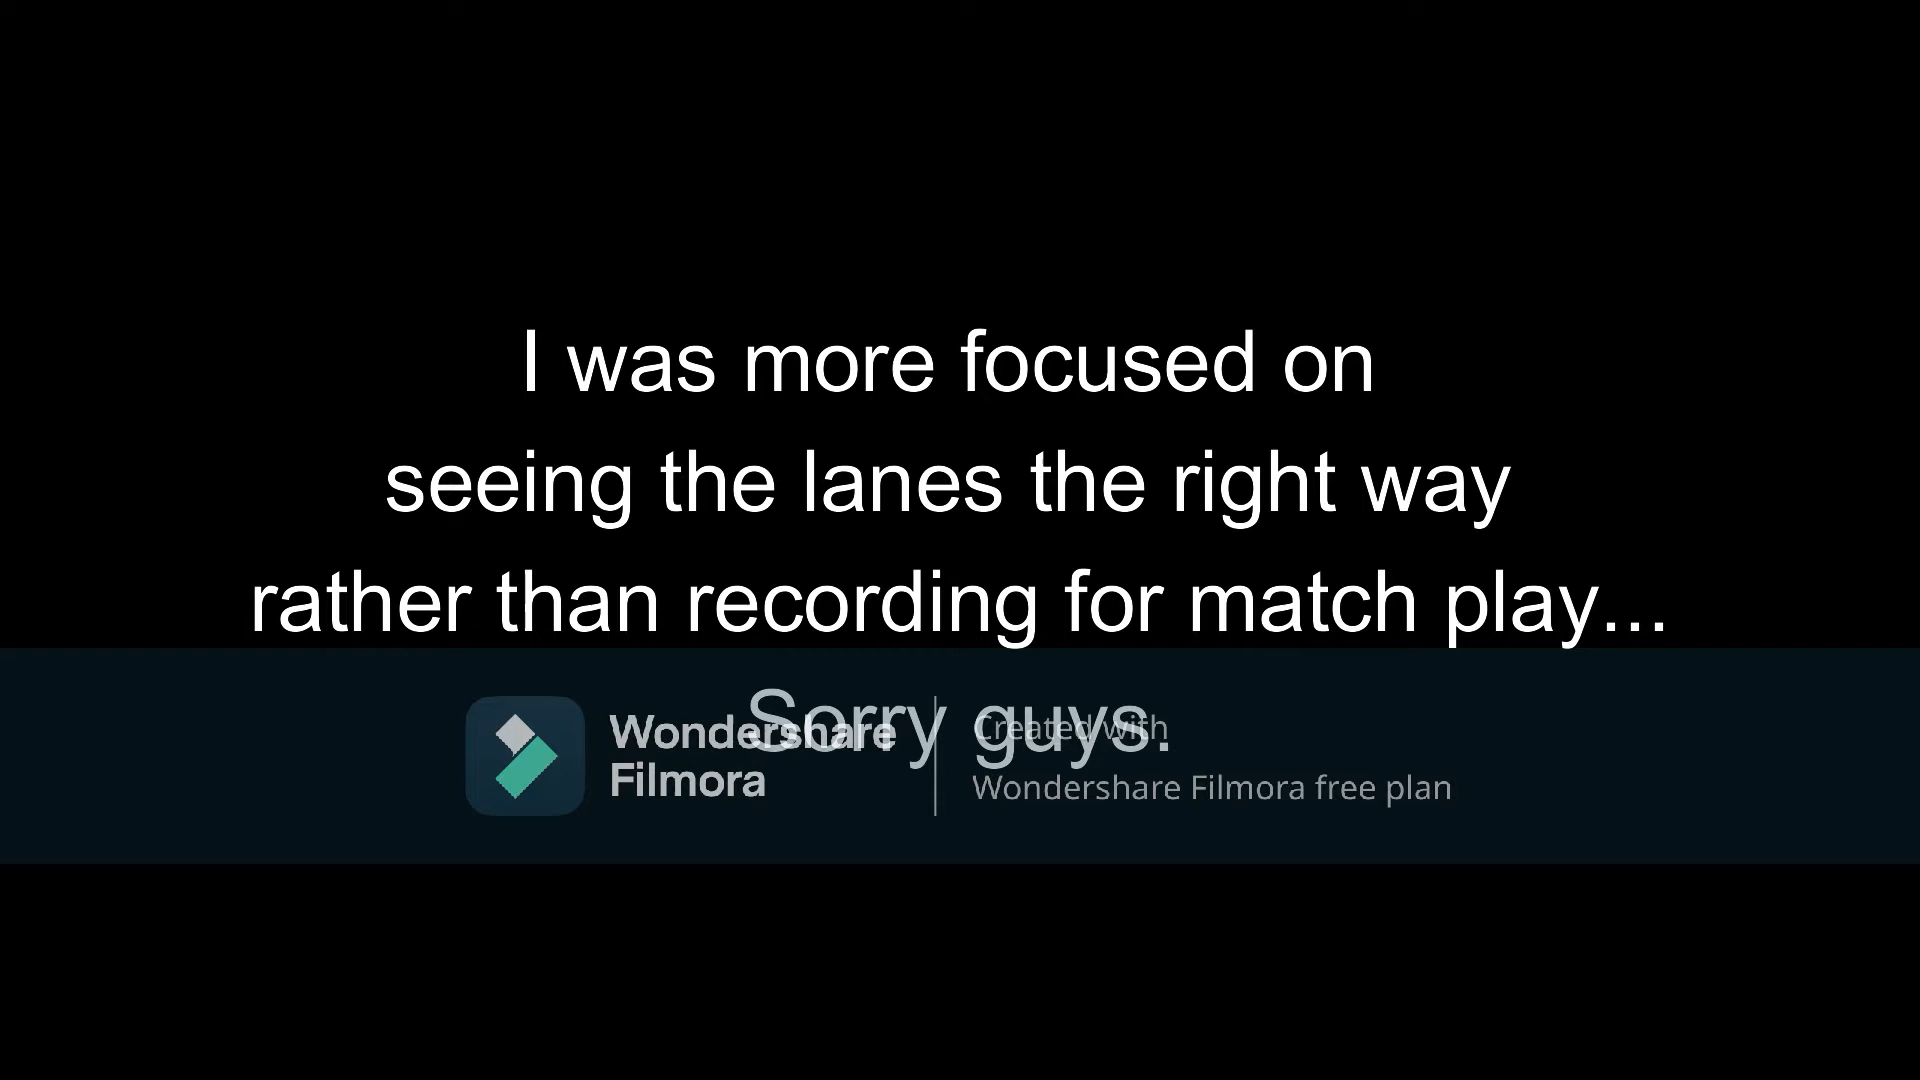 I was more focused on
seeing the lanes the right way
rather than recording for match play...
Sorry guys.
Wondershare
Filmora
Created with
Wondershare Filmora free plan